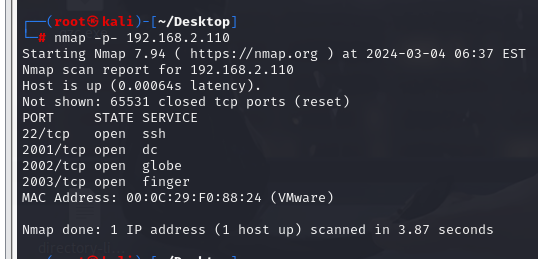 ┌──(root㉿kali)-[~/Desktop]
└─# nmap -p- 192.168.2.110
Starting Nmap 7.94 ( https://nmap.org ) at 2024-03-04 06:37 EST
Nmap scan report for 192.168.2.110
Host is up (0.00064s latency).
Not shown: 65531 closed tcp ports (reset)
PORT     STATE SERVICE
22/tcp   open  ssh
2001/tcp open  dc
2002/tcp open  globe
2003/tcp open  finger
MAC Address: 00:0C:29:F0:88:24 (VMware)
Nmap done: 1 IP address (1 host up) scanned in 3.87 seconds